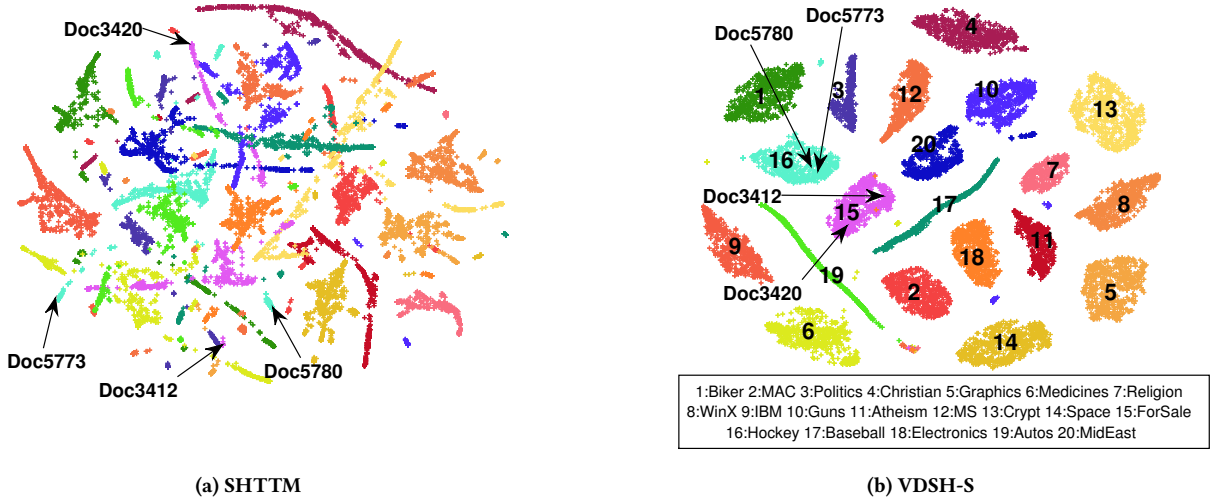 Doc3420
Doc5773
Doc3412
Doc5780
(a) SHTTM
Doc5773
Doc5780
4
1
3
12
10
13
20
16
7
Doc3412
15
17
8
9
18
11
19
Doc3420
2
5
6
14
1:Biker 2:MAC 3:Politics 4:Christian 5:Graphics 6:Medicines 7:Religion
8:WinX 9:IBM 10:Guns 11:Atheism 12:MS 13:Crypt 14:Space 15:ForSale
16:Hockey 17:Baseball 18:Electronics 19:Autos 20:MidEast
(b) VDSH-S